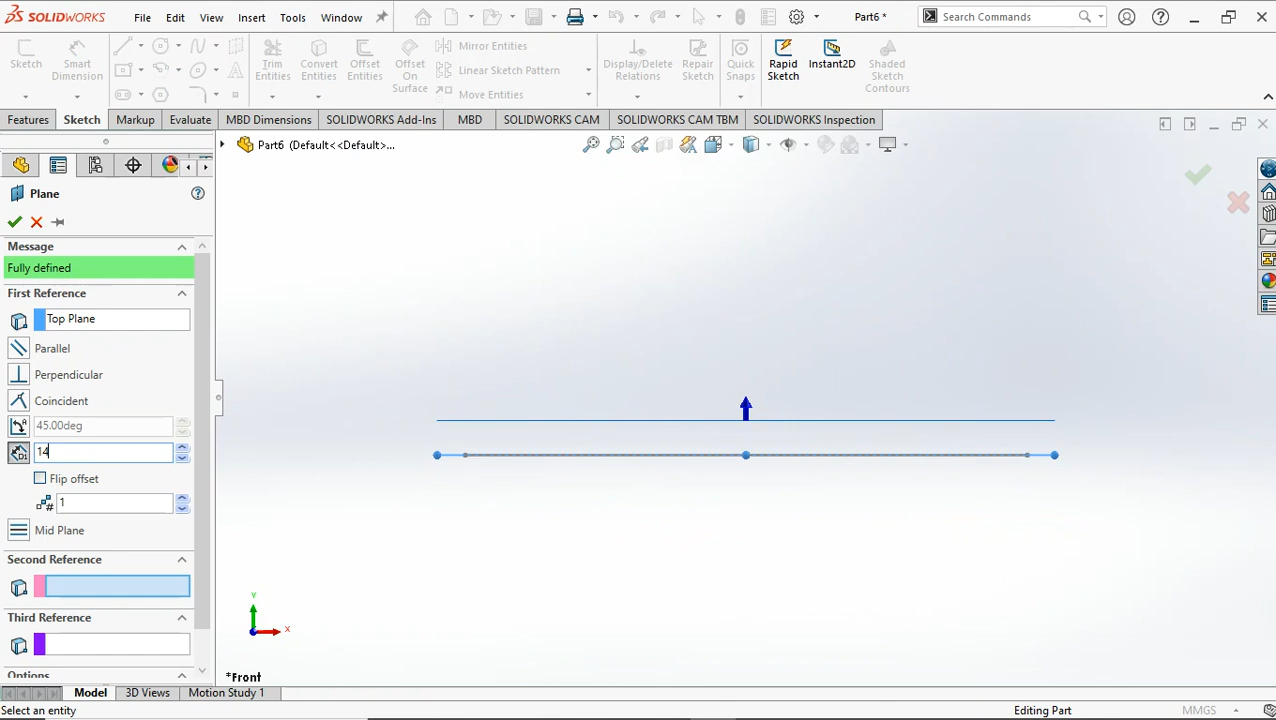 SOLIDWORKS File Edit View Insert Tools Window Part6 * Search Commands
Sketch Smart Dimension Trim Entities Convert Entities Offset Entities Offset On Surface Mirror Entities Linear Sketch Pattern Move Entities Display/Delete Relations Repair Sketch Quick Snaps Rapid Sketch Instant2D Shaded Sketch Contours
Features Sketch Markup Evaluate MBD Dimensions SOLIDWORKS Add-Ins MBD SOLIDWORKS CAM SOLIDWORKS CAM TBM SOLIDWORKS Inspection
Part6 (Default<<Default>...
Plane
Message
Fully defined
First Reference
Top Plane
Parallel
Perpendicular
Coincident
45.00deg
14
Flip offset
1
Mid Plane
Second Reference
Third Reference
Options
Y
X
*Front
Model 3D Views Motion Study 1
Select an entity Editing Part MMGS